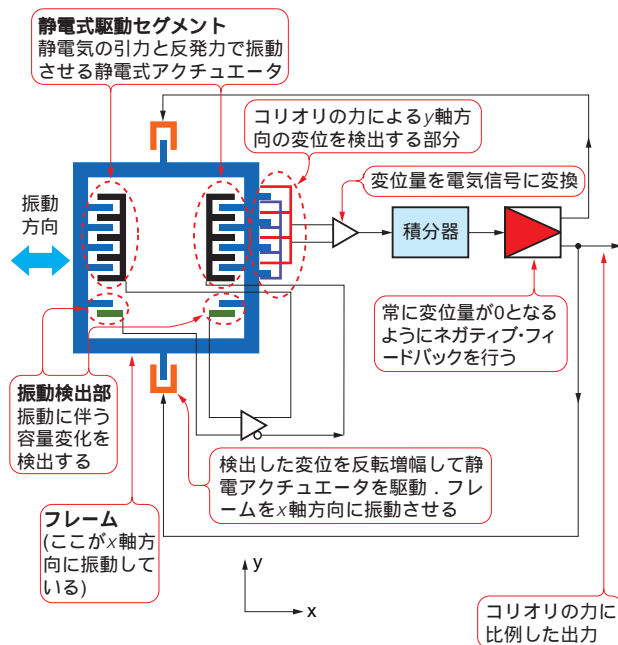 静電式駆動セグメント
静電気の引力と反発力で振動
させる静電式アクチュエータ
コリオリの力によるy軸方
向の変位を検出する部分
変位量を電気信号に変換
振動
方向
積分器
常に変位量が0となる
ようにネガティブ・フィ
ードバックを行う
振動検出部
振動に伴う
容量変化を
検出する
検出した変位を反転増幅して静
電アクチュエータを駆動．フレ
ームをx軸方向に振動させる
フレーム
(ここがx軸方
向に振動して
いる)
y
x
コリオリの力に
比例した出力